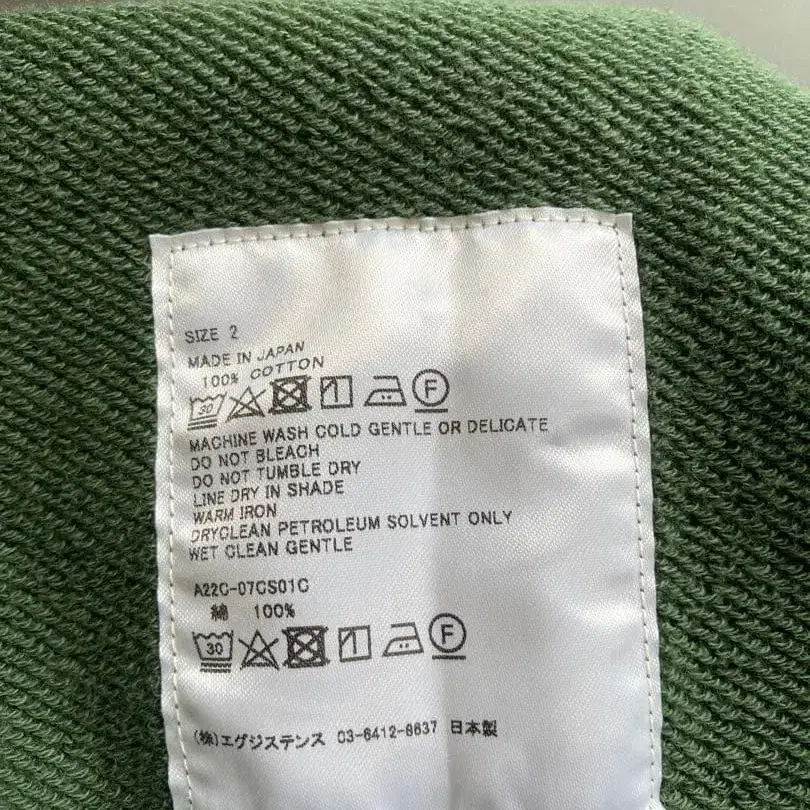 SIZE 2
MADE IN JAPAN
100% COTTON
30 F
MACHINE WASH COLD GENTLE OR DELICATE
DO NOT BLEACH
DO NOT TUMBLE DRY
LINE DRY IN SHADE
WARM IRON
DRYCLEAN PETROLEUM SOLVENT ONLY
WET CLEAN GENTLE
A22C-07CS01C
綿 100%
30 F
(株)エグジステンス 03-6412-8637 日本製